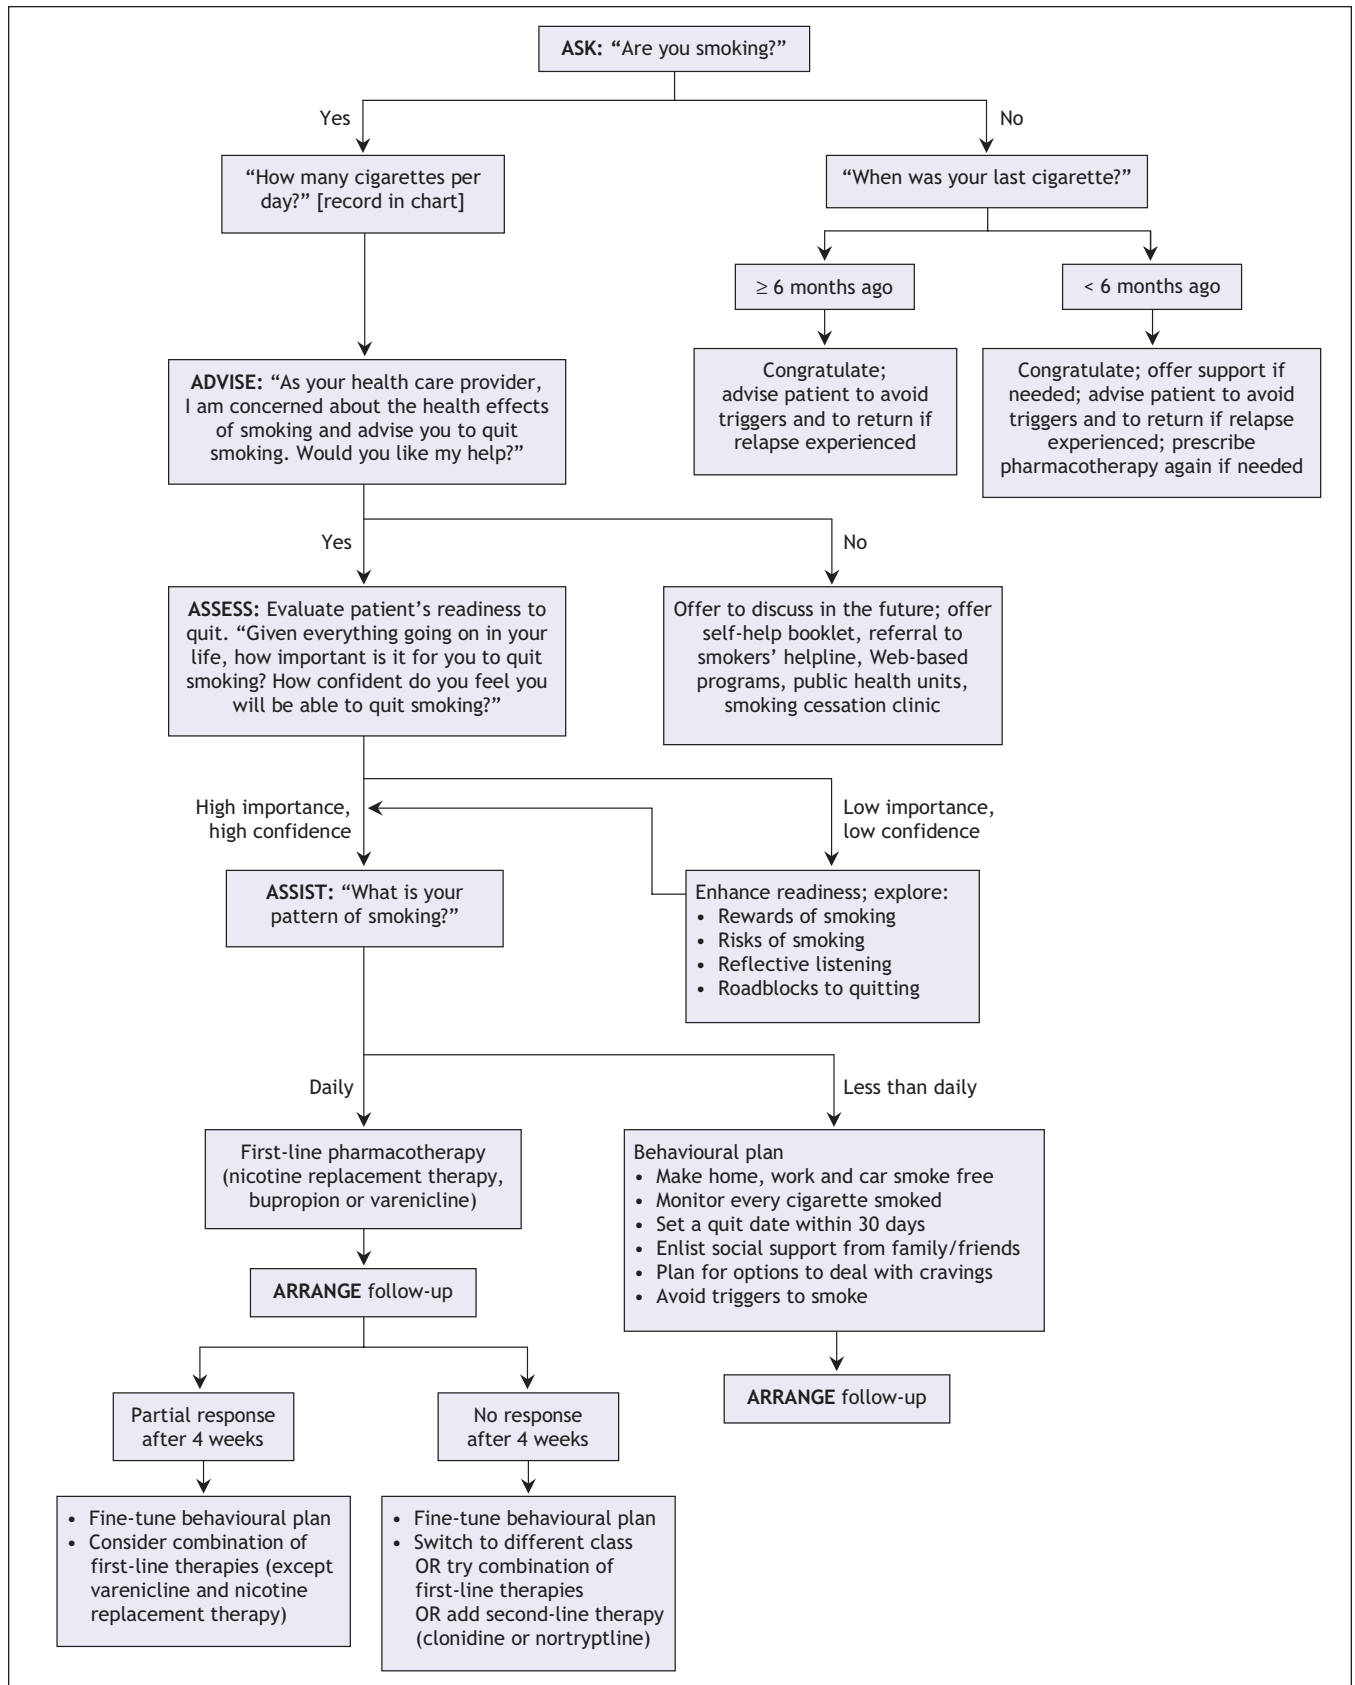 ASK: “Are you smoking?”
Yes
No
“How many cigarettes per
day?” [record in chart]
“When was your last cigarette?”
≥ 6 months ago
< 6 months ago
Congratulate;
advise patient to avoid
triggers and to return if
relapse experienced
Congratulate; offer support if
needed; advise patient to avoid
triggers and to return if relapse
experienced; prescribe
pharmacotherapy again if needed
ADVISE: “As your health care provider,
I am concerned about the health effects
of smoking and advise you to quit
smoking. Would you like my help?”
Yes
No
ASSESS: Evaluate patient’s readiness to
quit. “Given everything going on in your
life, how important is it for you to quit
smoking? How confident do you feel you
will be able to quit smoking?”
Offer to discuss in the future; offer
self-help booklet, referral to
smokers’ helpline, Web-based
programs, public health units,
smoking cessation clinic
High importance,
high confidence
Low importance,
low confidence
ASSIST: “What is your
pattern of smoking?”
Enhance readiness; explore:
• Rewards of smoking
• Risks of smoking
• Reflective listening
• Roadblocks to quitting
Daily
Less than daily
First-line pharmacotherapy
(nicotine replacement therapy,
bupropion or varenicline)
Behavioural plan
• Make home, work and car smoke free
• Monitor every cigarette smoked
• Set a quit date within 30 days
• Enlist social support from family/friends
• Plan for options to deal with cravings
• Avoid triggers to smoke
ARRANGE follow-up
ARRANGE follow-up
Partial response
after 4 weeks
No response
after 4 weeks
• Fine-tune behavioural plan
• Consider combination of
first-line therapies (except
varenicline and nicotine
replacement therapy)
• Fine-tune behavioural plan
• Switch to different class
OR try combination of
first-line therapies
OR add second-line therapy
(clonidine or nortryptline)